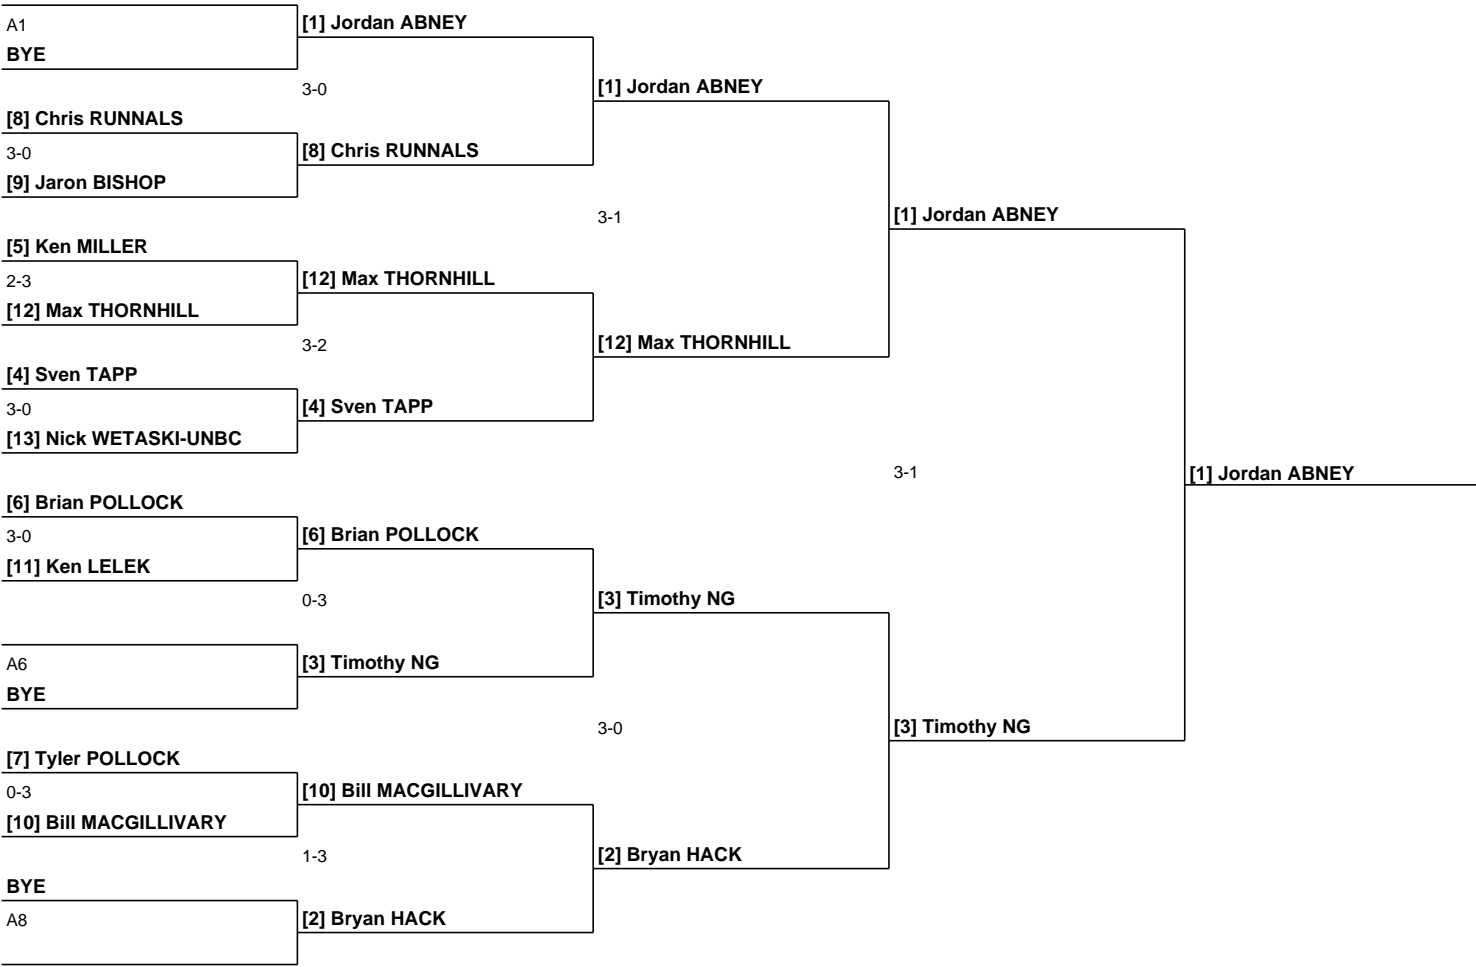 A1
BYE
[8] Chris RUNNALS
3-0
[9] Jaron BISHOP
[5] Ken MILLER
2-3
[12] Max THORNHILL
[4] Sven TAPP
3-0
[13] Nick WETASKI-UNBC
[6] Brian POLLOCK
3-0
[11] Ken LELEK
A6
BYE
[7] Tyler POLLOCK
0-3
[10] Bill MACGILLIVARY
BYE
A8
[1] Jordan ABNEY
3-0
[8] Chris RUNNALS
[12] Max THORNHILL
3-2
[4] Sven TAPP
[6] Brian POLLOCK
0-3
[3] Timothy NG
[10] Bill MACGILLIVARY
1-3
[2] Bryan HACK
[1] Jordan ABNEY
3-1
[12] Max THORNHILL
[3] Timothy NG
3-0
[2] Bryan HACK
[1] Jordan ABNEY
3-1
[3] Timothy NG
[1] Jordan ABNEY